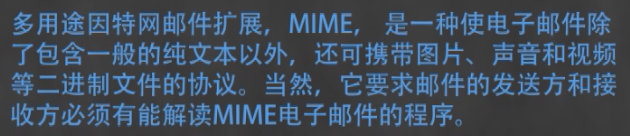 多用途因特网邮件扩展，MIME， 是一种使电子邮件除
了包含一般的纯文本以外，还可携带图片、声音和视频
等二进制文件的协议。当然，它要求邮件的发送方和接
收方必须有能解读MIME电子邮件的程序。